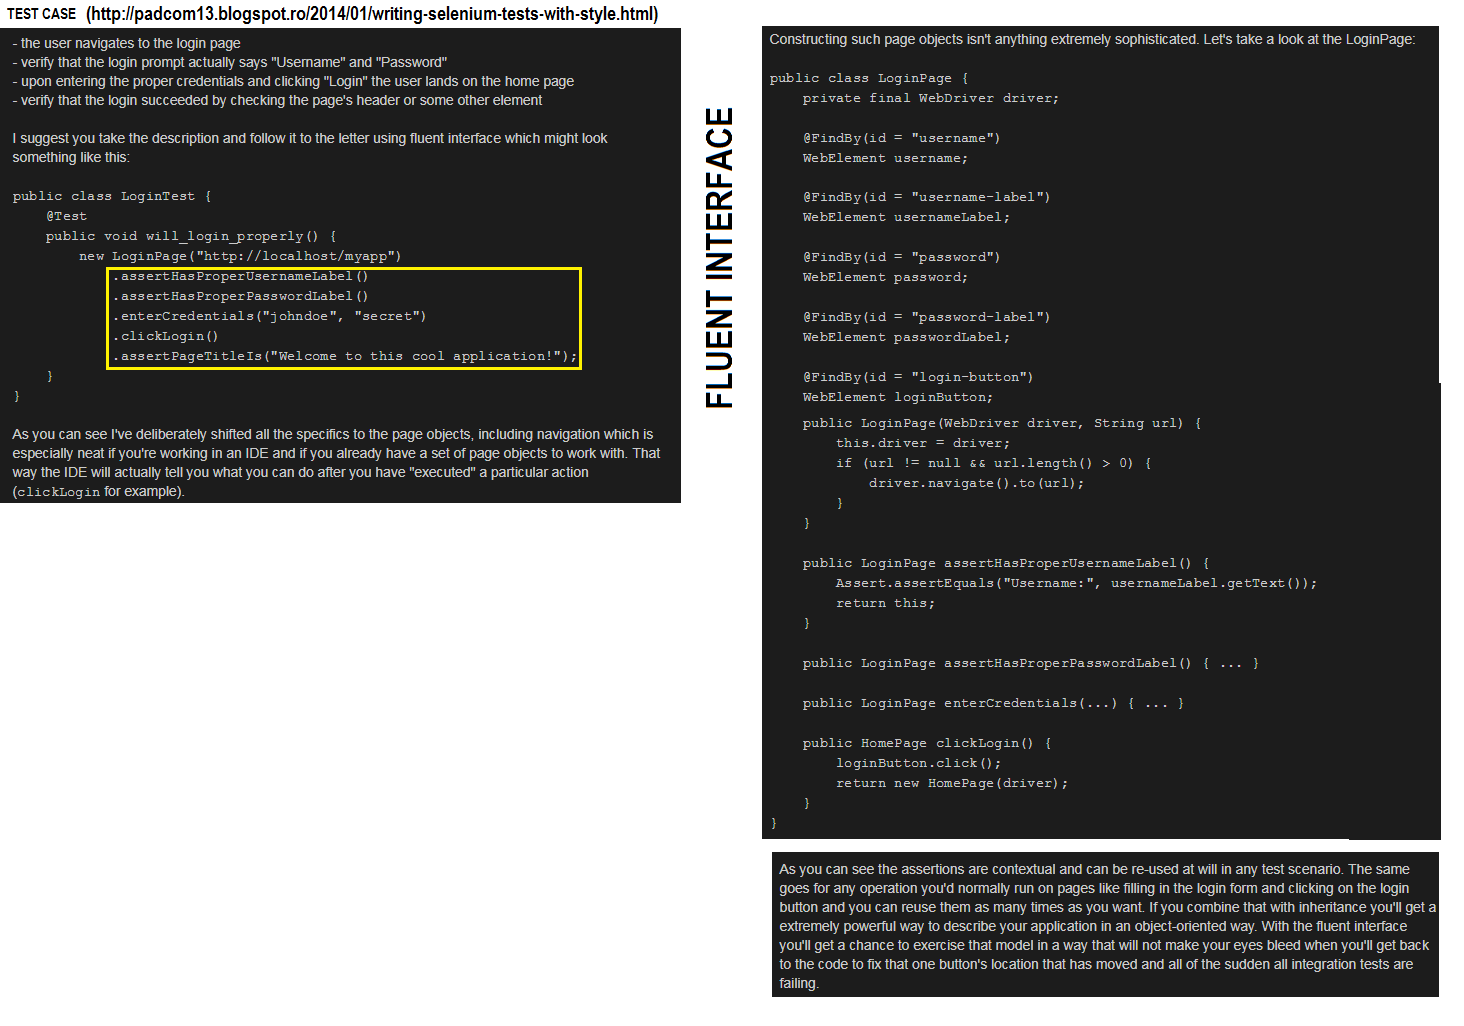 TEST CASE (http://padcom13.blogspot.ro/2014/01/writing-selenium-tests-with-style.html)
- the user navigates to the login page
- verify that the login prompt actually says "Username" and "Password"
- upon entering the proper credentials and clicking "Login" the user lands on the home page
- verify that the login succeeded by checking the page's header or some other element
I suggest you take the description and follow it to the letter using fluent interface which might look
something like this:
public class LoginTest {
@Test
public void will_login_properly() {
new LoginPage("http://localhost/myapp")
.assertHasProperUsernameLabel()
.assertHasProperPasswordLabel()
.enterCredentials("johndoe", "secret")
.clickLogin()
.assertPageTitleIs("Welcome to this cool application!");
}
}
As you can see I've deliberately shifted all the specifics to the page objects, including navigation which is
especially neat if you're working in an IDE and if you already have a set of page objects to work with. That
way the IDE will actually tell you what you can do after you have "executed" a particular action
(clickLogin for example).
FLUENT INTERFACE
Constructing such page objects isn't anything extremely sophisticated. Let's take a look at the LoginPage:
public class LoginPage {
private final WebDriver driver;
@FindBy(id = "username")
WebElement username;
@FindBy(id = "username-label")
WebElement usernameLabel;
@FindBy(id = "password")
WebElement password;
@FindBy(id = "password-label")
WebElement passwordLabel;
@FindBy(id = "login-button")
WebElement loginButton;
public LoginPage(WebDriver driver, String url) {
this.driver = driver;
if (url != null && url.length() > 0) {
driver.navigate().to(url);
}
}
public LoginPage assertHasProperUsernameLabel() {
Assert.assertEquals("Username:", usernameLabel.getText());
return this;
}
public LoginPage assertHasProperPasswordLabel() { ... }
public LoginPage enterCredentials(...) { ... }
public HomePage clickLogin() {
loginButton.click();
return new HomePage(driver);
}
}
As you can see the assertions are contextual and can be re-used at will in any test scenario. The same
goes for any operation you'd normally run on pages like filling in the login form and clicking on the login
button and you can reuse them as many times as you want. If you combine that with inheritance you'll get a
extremely powerful way to describe your application in an object-oriented way. With the fluent interface
you'll get a chance to exercise that model in a way that will not make your eyes bleed when you'll get back
to the code to fix that one button's location that has moved and all of the sudden all integration tests are
failing.